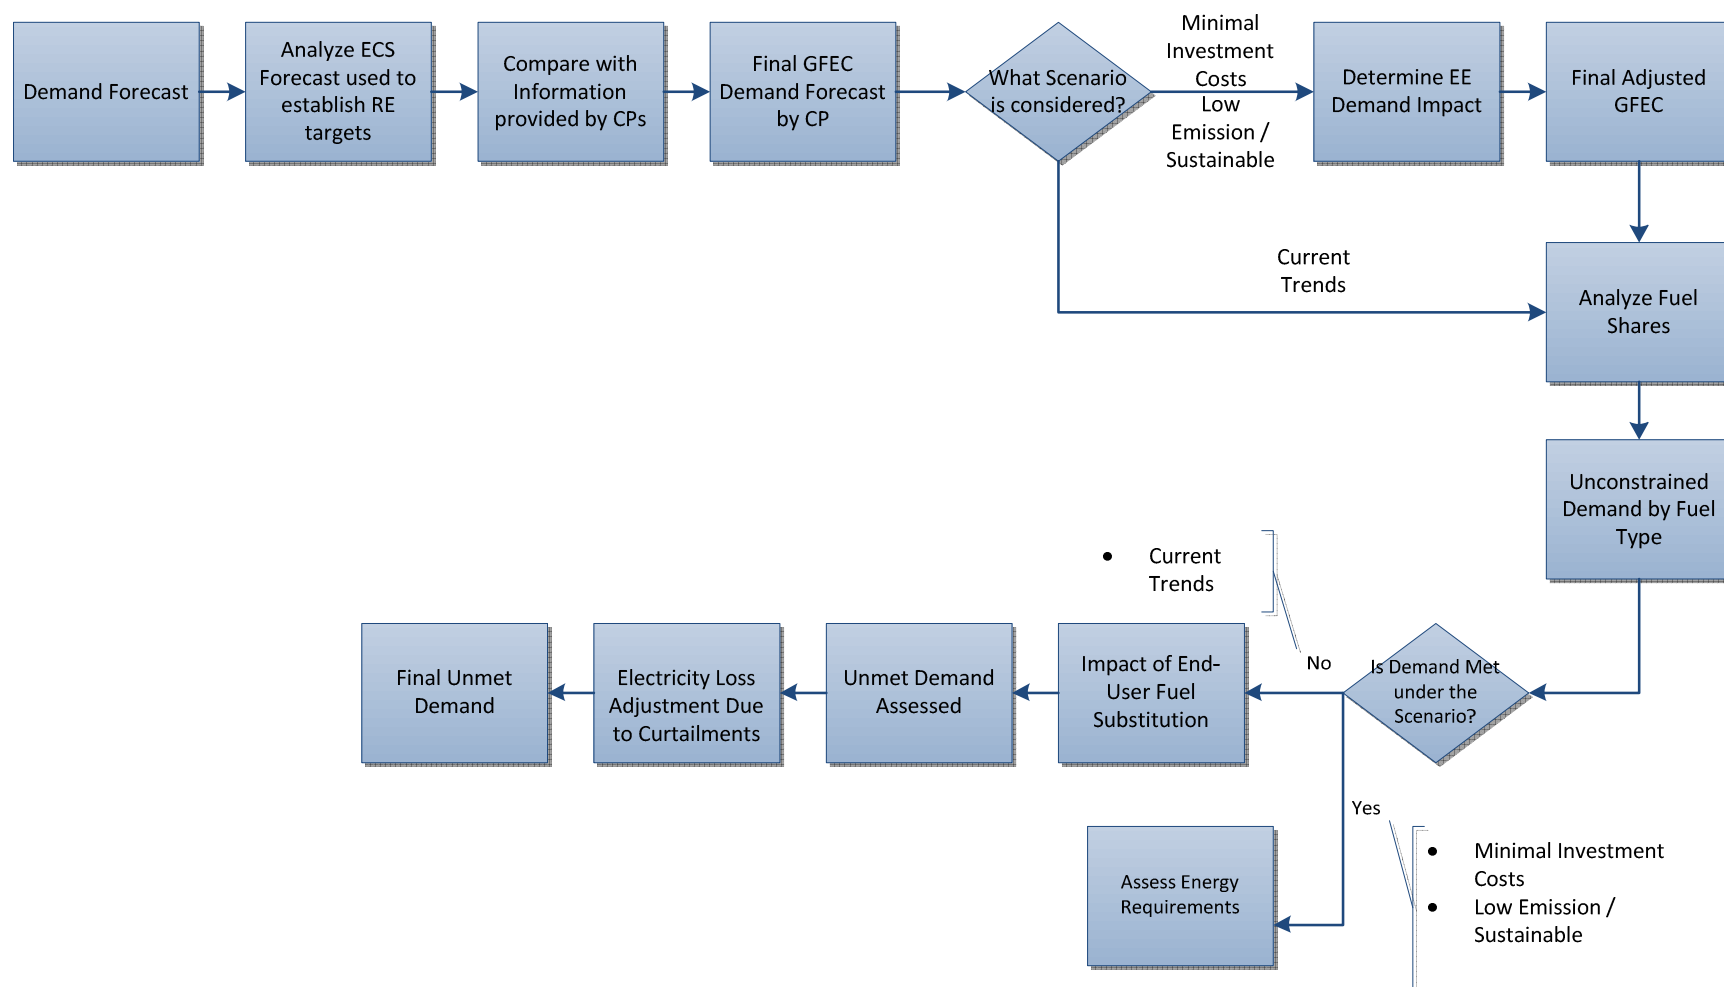 Demand Forecast
Analyze ECS
Forecast used to
establish RE
targets
Compare with
Information
provided by CPs
Final GFEC
Demand Forecast
by CP
What Scenario
is considered?
Minimal
Investment
Costs
Low
Emission /
Sustainable
Determine EE
Demand Impact
Final Adjusted
GFEC
Current
Trends
Analyze Fuel
Shares
Unconstrained
Demand by Fuel
Type
• Current
Trends
No
Is Demand Met
under the
Scenario?
Impact of End-
User Fuel
Substitution
Unmet Demand
Assessed
Electricity Loss
Adjustment Due
to Curtailments
Final Unmet
Demand
Yes
Assess Energy
Requirements
• Minimal Investment
Costs
• Low Emission /
Sustainable